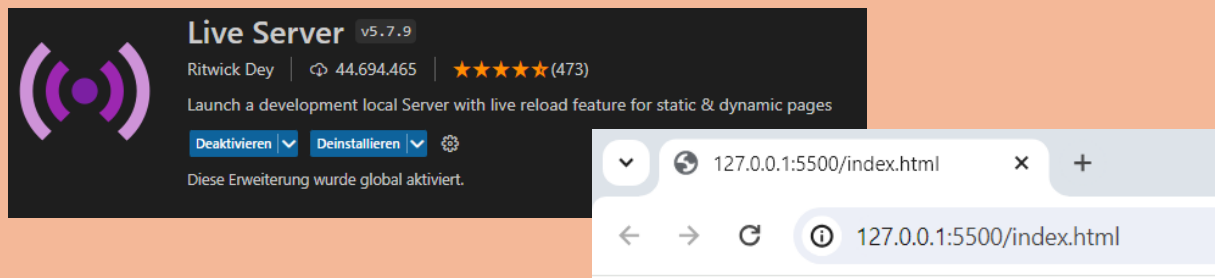 Live Server v5.7.9
Ritwick Dey 44.694.465 (473)
Launch a development local Server with live reload feature for static & dynamic pages
Deaktivieren Deinstallieren
Diese Erweiterung wurde global aktiviert.
127.0.0.1:5500/index.html
127.0.0.1:5500/index.html